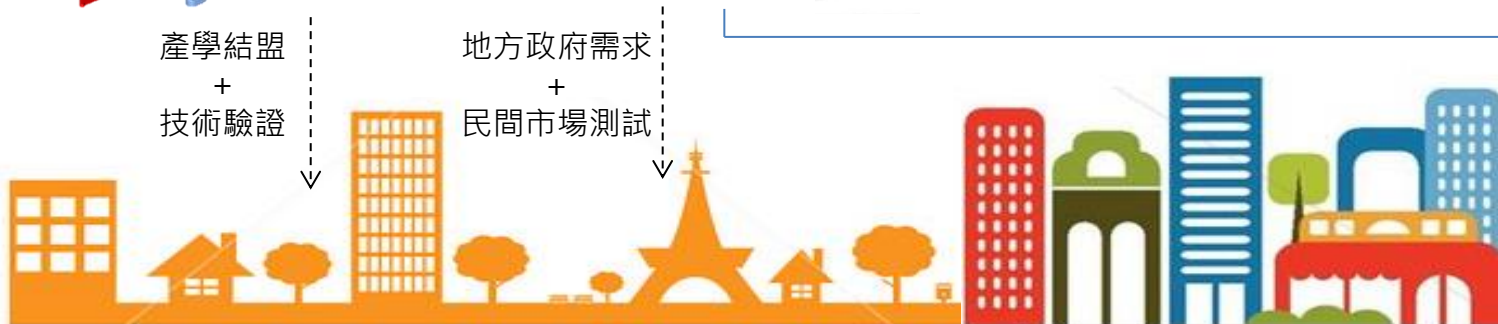 產學結盟
+
技術驗證
地方政府需求
+
民間市場測試